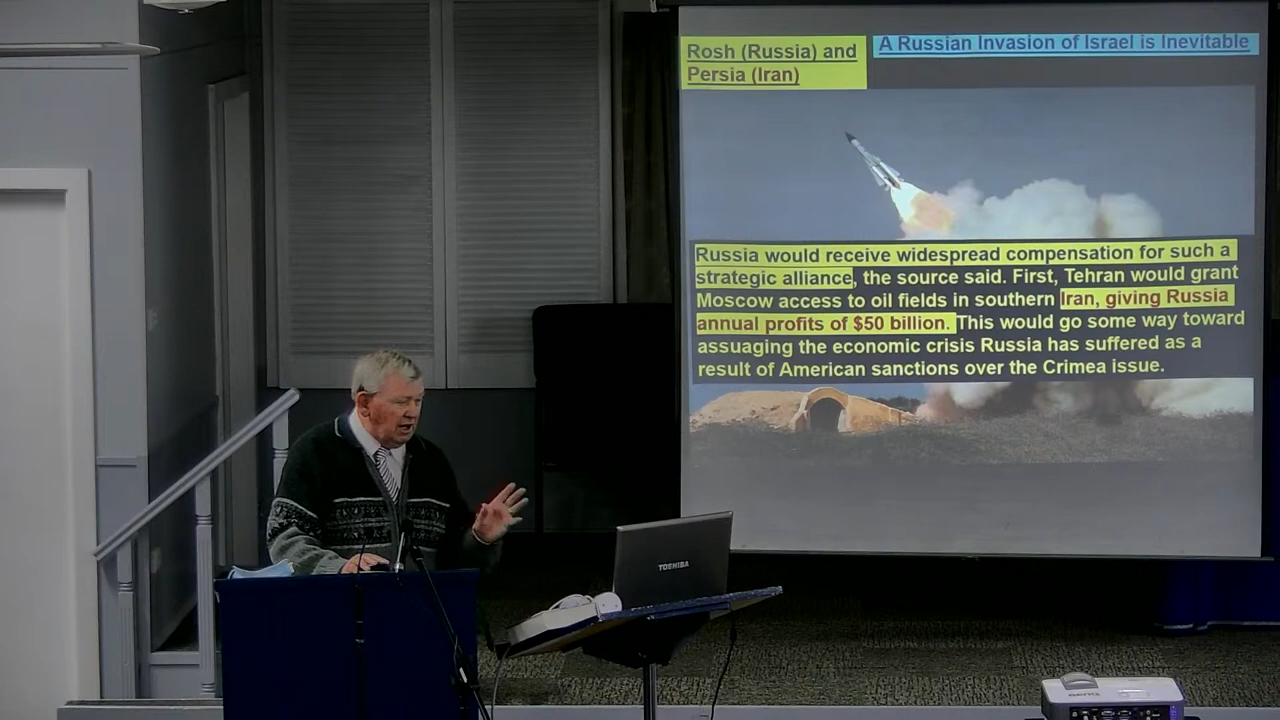 Rosh (Russia) and
Persia (Iran)
A Russian Invasion of Israel is Inevitable
Russia would receive widespread compensation for such a
strategic alliance, the source said. First, Tehran would grant
Moscow access to oil fields in southern Iran, giving Russia
annual profits of $50 billion. This would go some way toward
assuaging the economic crisis Russia has suffered as a
result of American sanctions over the Crimea issue.
TOSHIBA
BenQ